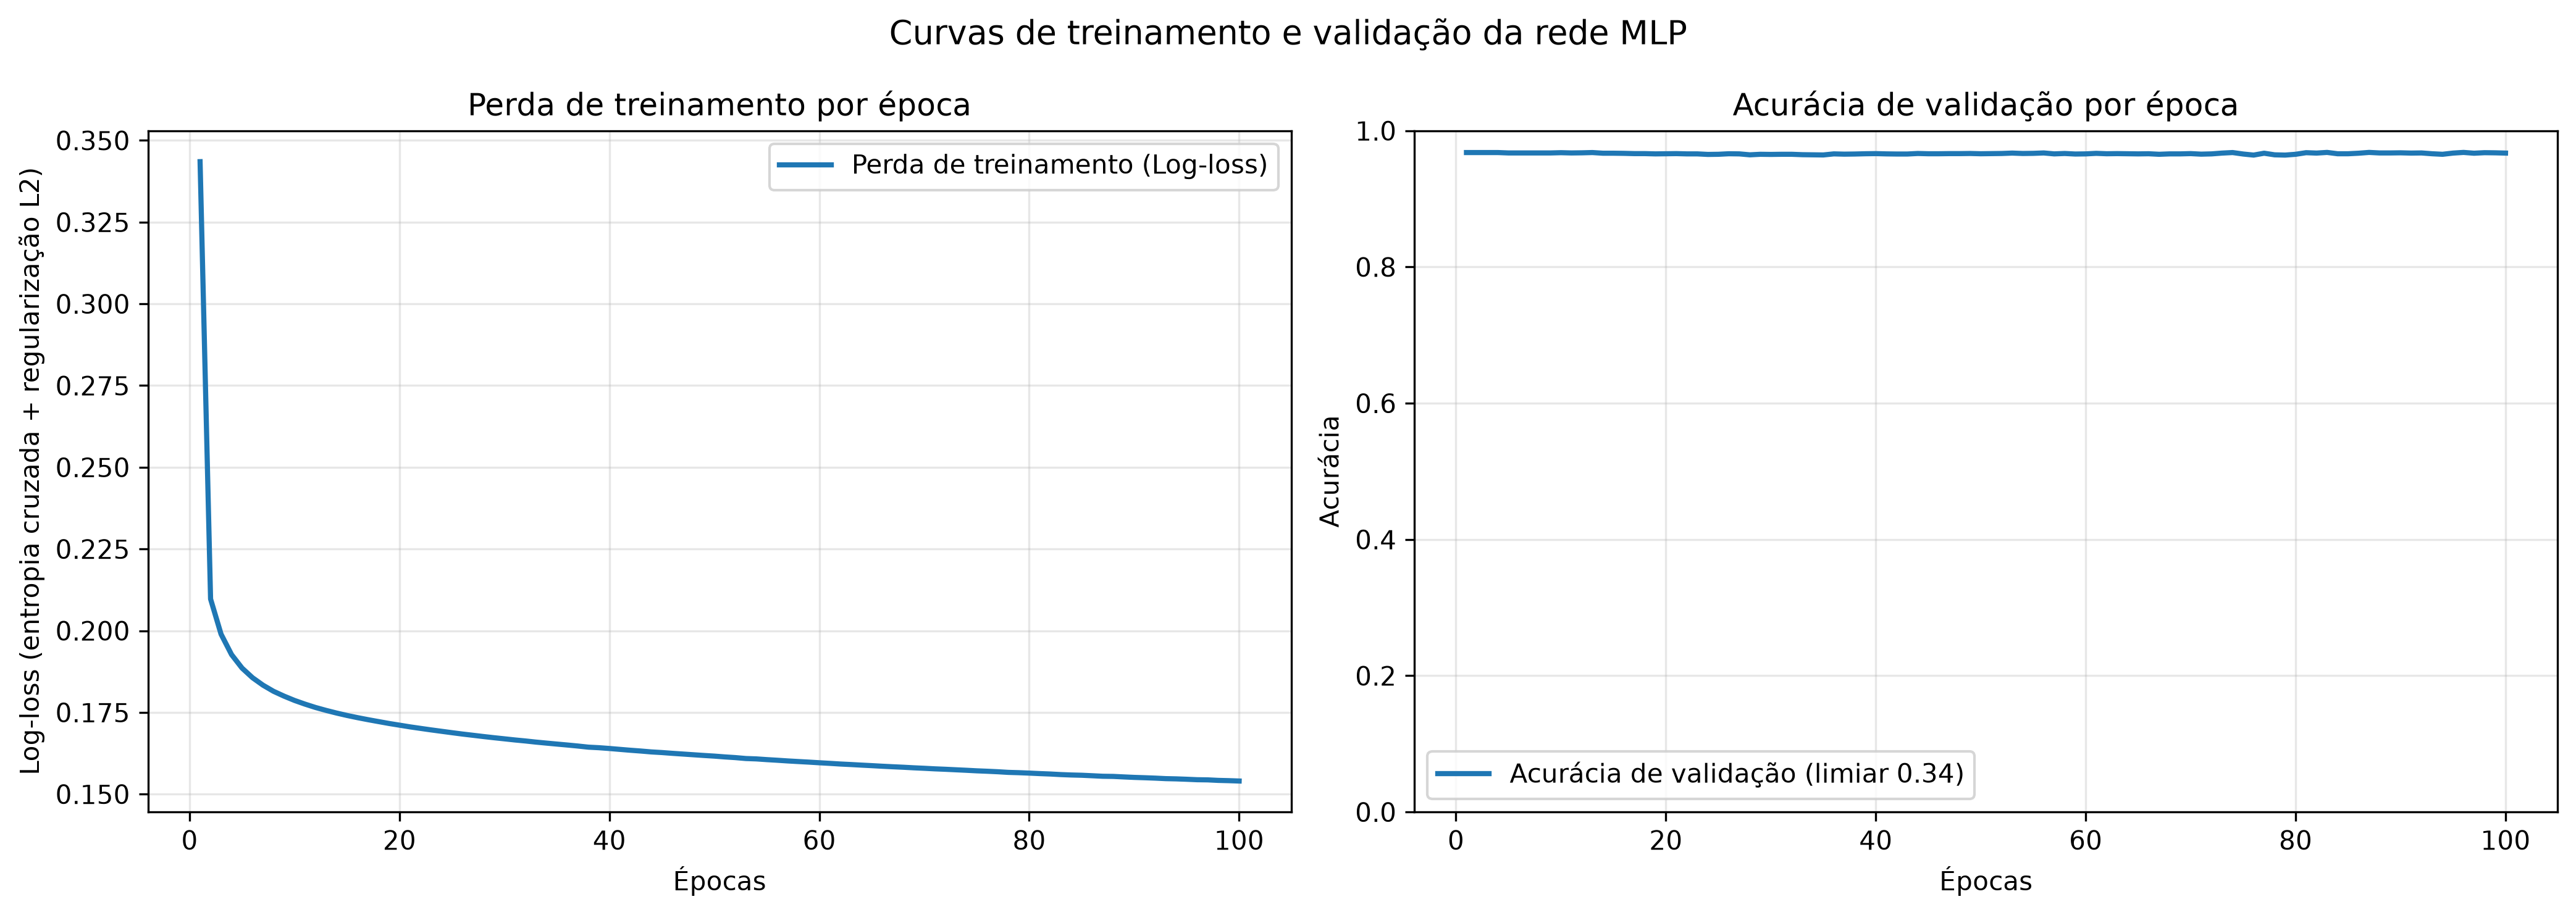 Curvas de treinamento e validação da rede MLP
Perda de treinamento por época
Log-loss (entropia cruzada + regularização L2)
0.350
0.325
0.300
0.275
0.250
0.225
0.200
0.175
0.150
Perda de treinamento (Log-loss)
0 20 40 60 80 100
Épocas
Acurácia de validação por época
Acurácia
1.0
0.8
0.6
0.4
0.2
0.0
Acurácia de validação (limiar 0.34)
0 20 40 60 80 100
Épocas